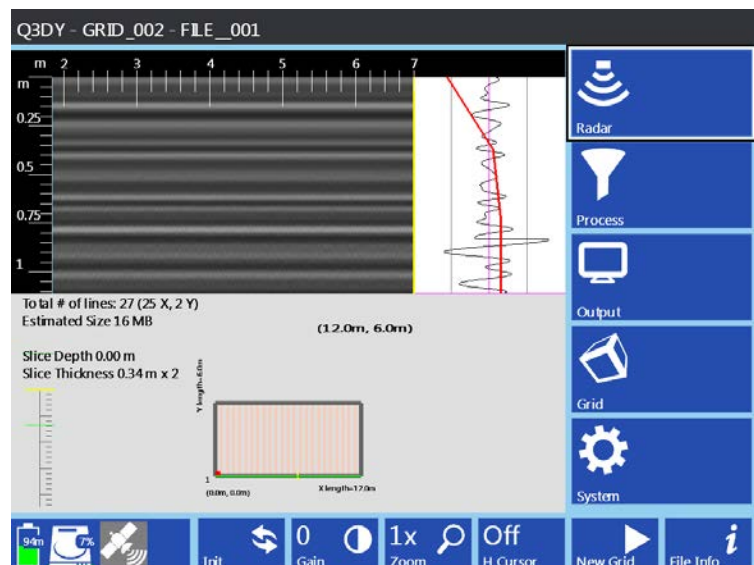 Q3DY - GRID_002 - FILE__001
m 2 3 4 5 6 7
m
0.25
0.5
0.75
1
Radar
Process
Output
Grid
System
Total # of lines: 27 (25 X, 2 Y)
Estimated Size 16 MB
(12.0m, 6.0m)
Slice Depth 0.00 m
Slice Thickness 0.34 m x 2
Y length=6.0m
1
(0.0m, 0.0m)
X length=12.0m
94m
7%
Init
0
Gain
1x
Zoom
Off
H Cursor
New Grid
i
File Info